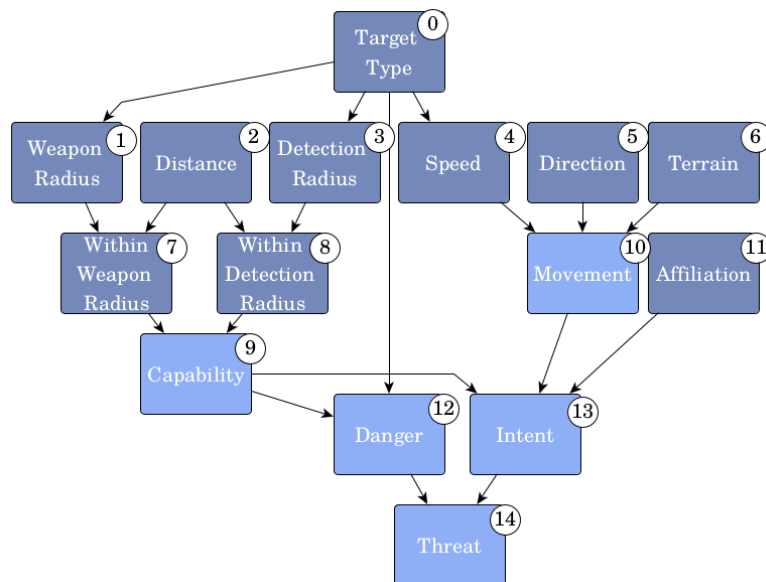 0
Target
Type
1
Weapon
Radius
2
Distance
3
Detection
Radius
4
Speed
5
Direction
6
Terrain
7
Within
Weapon
Radius
8
Within
Detection
Radius
10
Movement
11
Affiliation
9
Capability
12
Danger
13
Intent
14
Threat